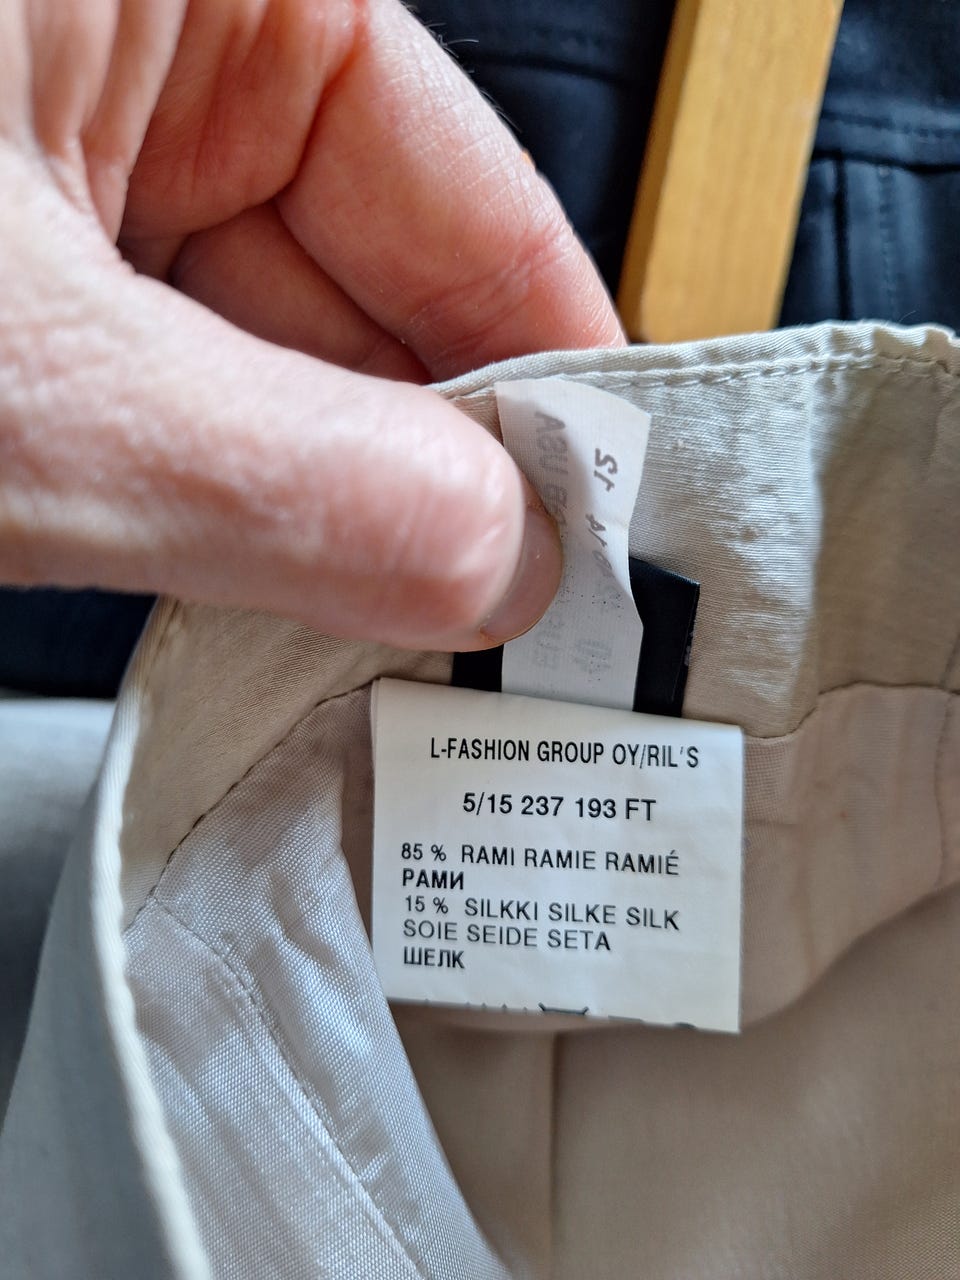 L-FASHION GROUP OY/RIL'S
5/15 237 193 FT
85 % RAMI RAMIE RAMIÉ
РАМИ
15 % SILKKI SILKE SILK
SOIE SEIDE SETA
ШЕЛК